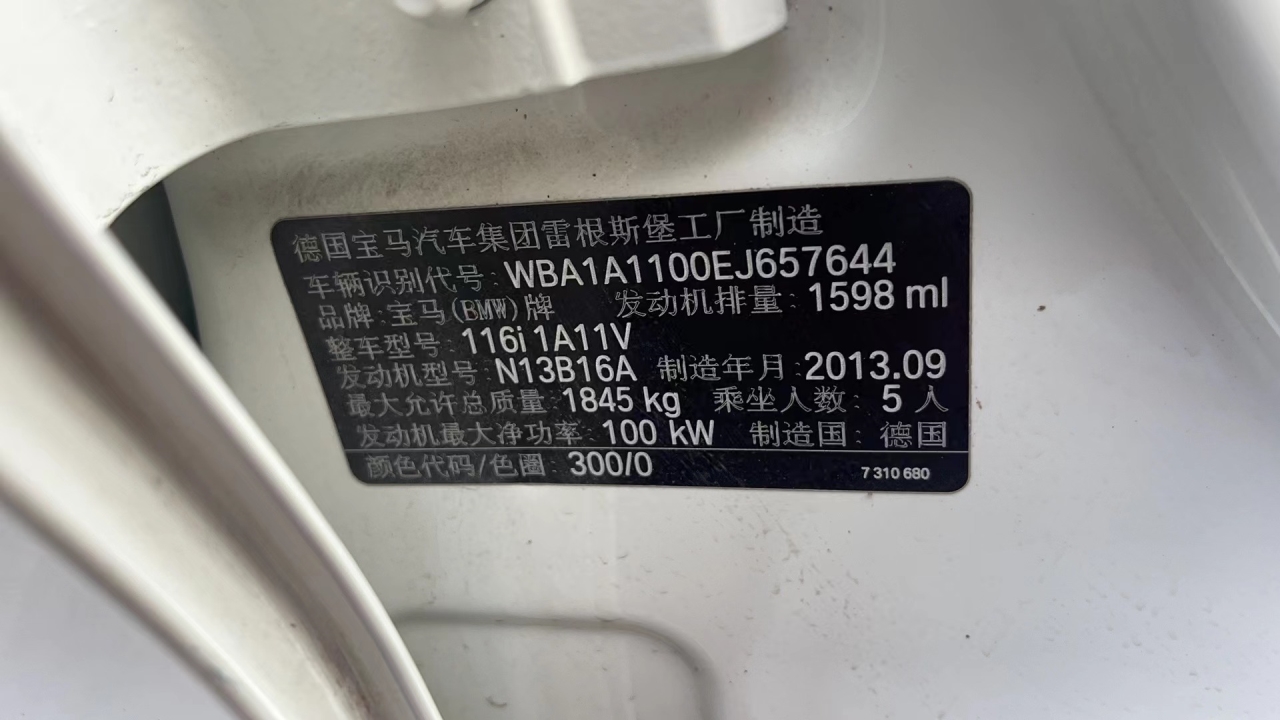 德国宝马汽车集团雷根斯堡工厂制造
车辆识别代号: WBA1A1100EJ657644
品牌:宝马(BMW)牌 发动机排量: 1598 ml
整车型号: 116i 1A11V
发动机型号: N13B16A 制造年月:2013.09
最大允许总质量: 1845 kg 乘坐人数: 5 人
发动机最大净功率: 100 kW 制造国: 德国
颜色代码/色圈: 300/0 7 310 680